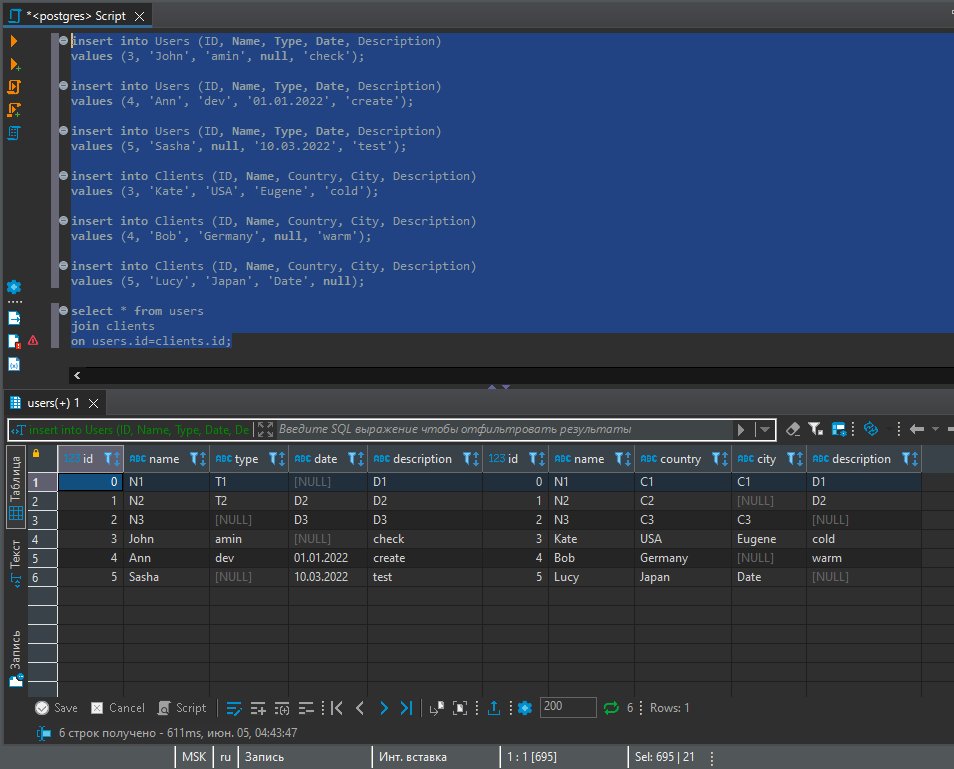 *<postgres> Script
insert into Users (ID, Name, Type, Date, Description)
values (3, 'John', 'amin', null, 'check');
insert into Users (ID, Name, Type, Date, Description)
values (4, 'Ann', 'dev', '01.01.2022', 'create');
insert into Users (ID, Name, Type, Date, Description)
values (5, 'Sasha', null, '10.03.2022', 'test');
insert into Clients (ID, Name, Country, City, Description)
values (3, 'Kate', 'USA', 'Eugene', 'cold');
insert into Clients (ID, Name, Country, City, Description)
values (4, 'Bob', 'Germany', null, 'warm');
insert into Clients (ID, Name, Country, City, Description)
values (5, 'Lucy', 'Japan', 'Date', null);
select * from users
join clients
on users.id=clients.id;
users(+) 1
insert into Users (ID, Name, Type, Date, De Введите SQL выражение чтобы отфильтровать результаты
Таблица
Текст
Запись
123 id ABC name ABC type ABC date ABC description 123 id ABC name ABC country ABC city ABC description
1 0 N1 T1 [NULL] D1 0 N1 C1 C1 D1
2 1 N2 T2 D2 D2 1 N2 C2 [NULL] D2
3 2 N3 [NULL] D3 D3 2 N3 C3 C3 [NULL]
4 3 John amin [NULL] check 3 Kate USA Eugene cold
5 4 Ann dev 01.01.2022 create 4 Bob Germany [NULL] warm
6 5 Sasha [NULL] 10.03.2022 test 5 Lucy Japan Date [NULL]
Save Cancel Script 200 6 Rows: 1
6 строк получено - 611ms, июн. 05, 04:43:47
MSK ru Запись Инт. вставка 1 : 1 [695] Sel: 695 | 21